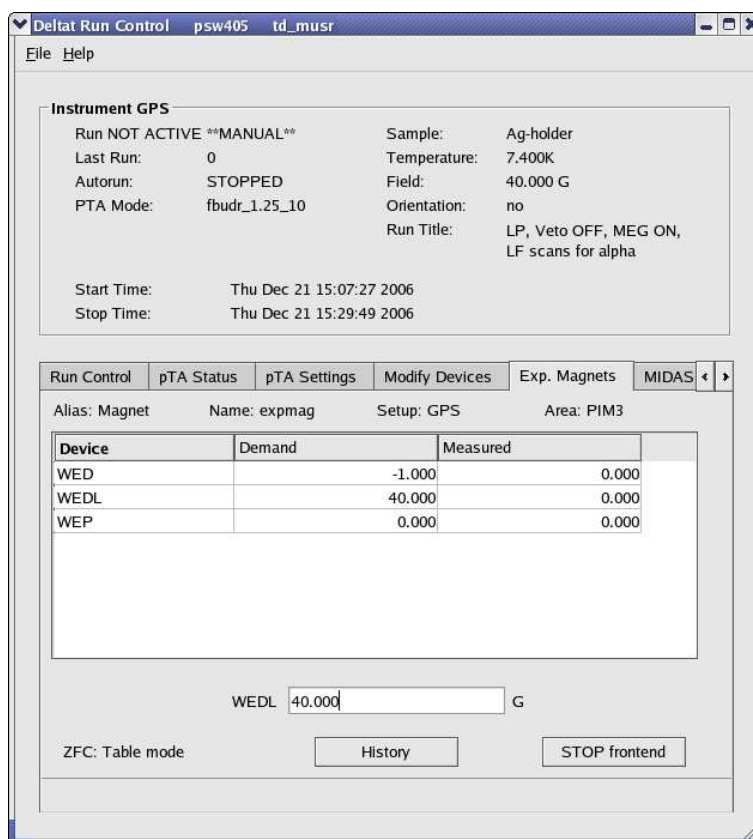 Deltat Run Control psw405 td_musr
File Help
Instrument GPS
Run NOT ACTIVE **MANUAL** Sample: Ag-holder
Last Run: 0 Temperature: 7.400K
Autorun: STOPPED Field: 40.000 G
PTA Mode: fbudr_1.25_10 Orientation: no
Run Title: LP, Veto OFF, MEG ON,
LF scans for alpha
Start Time: Thu Dec 21 15:07:27 2006
Stop Time: Thu Dec 21 15:29:49 2006
Run Control pTA Status pTA Settings Modify Devices Exp. Magnets MIDAS
Alias: Magnet Name: expmag Setup: GPS Area: PIM3
Device Demand Measured
WED -1.000 0.000
WEDL 40.000 0.000
WEP 0.000 0.000
WEDL 40.000 G
ZFC: Table mode History STOP frontend